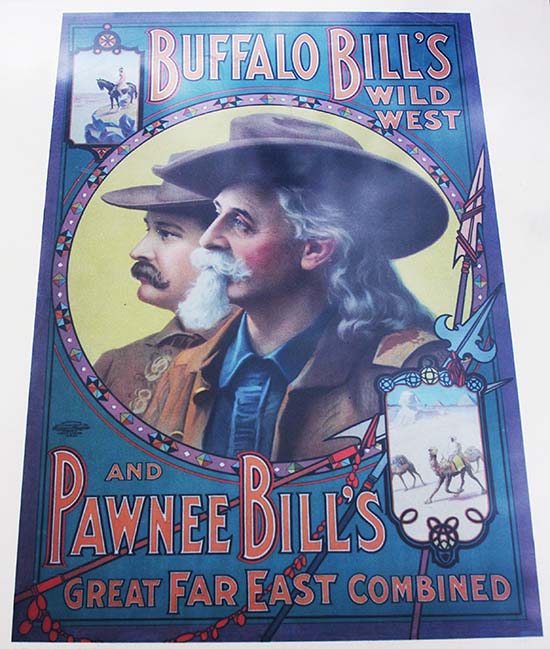 BUFFALO BILL'S
WILD
WEST
AND
PAWNEE BILL'S
GREAT FAR EAST COMBINED